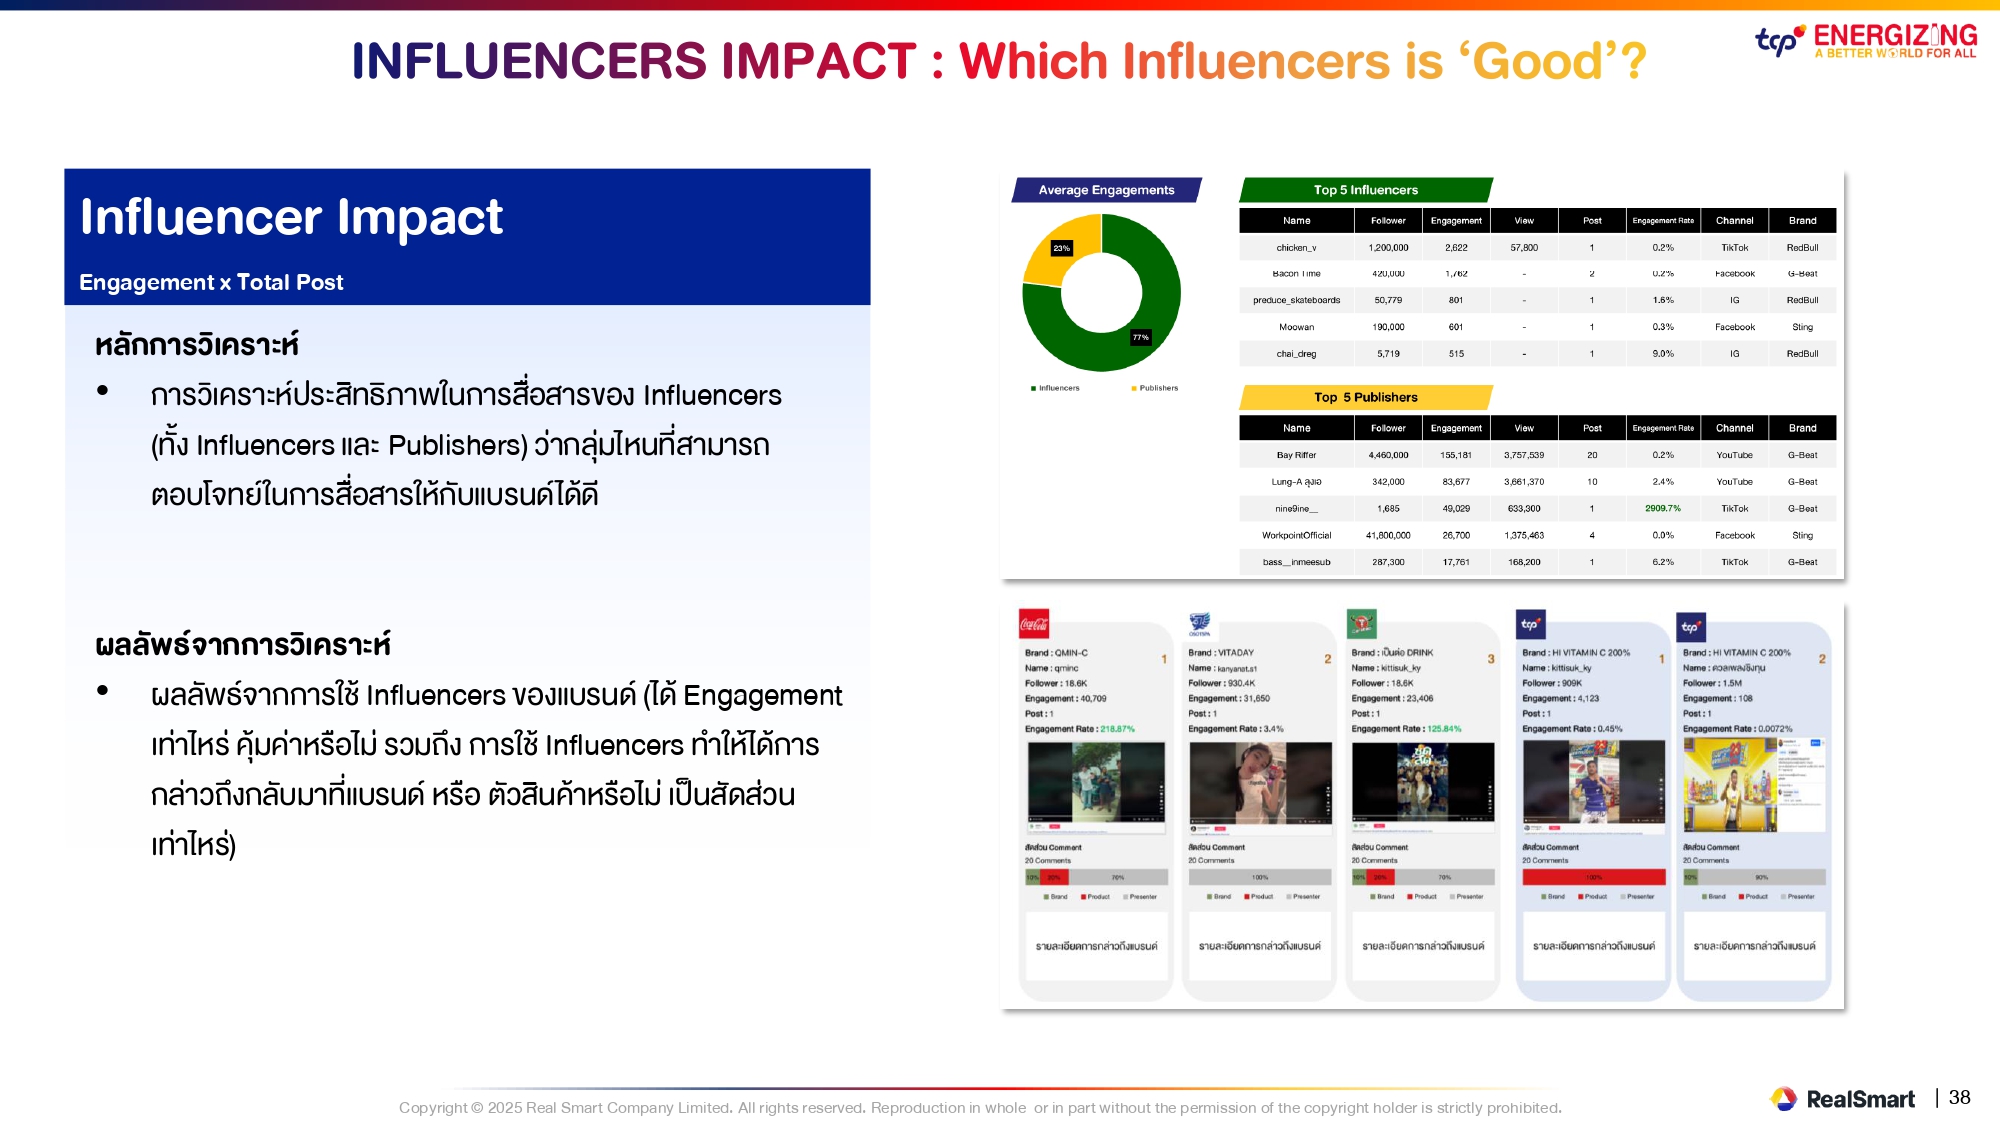 INFLUENCERS IMPACT : Which Influencers is ‘Good’?
tcp ENERGIZING
A BETTER WORLD FOR ALL
Influencer Impact
Engagement x Total Post
หลักการวิเคราะห์
• การวิเคราะห์ประสิทธิภาพในการสื่อสารของ Influencers
(ทั้ง Influencers และ Publishers) ว่ากลุ่มไหนที่สามารถ
ตอบโจทย์ในการสื่อสารให้กับแบรนด์ได้ดี
ผลลัพธ์จากการวิเคราะห์
• ผลลัพธ์จากการใช้ Influencers ของแบรนด์ (ได้ Engagement
เท่าไหร่ คุ้มค่าหรือไม่ รวมถึง การใช้ Influencers ทำให้ได้การ
กล่าวถึงกลับมาที่แบรนด์ หรือ ตัวสินค้าหรือไม่ เป็นสัดส่วน
เท่าไหร่)
Average Engagements
23%
77%
Influencers Publishers
Top 5 Influencers
Name Follower Engagement View Post Engagement Rate Channel Brand
chicken_v 1,200,000 2,622 57,800 1 0.2% TikTok RedBull
Bacon Time 420,000 1,762 - 2 0.2% Facebook G-Beat
preduce_skateboards 50,779 801 - 1 1.6% IG RedBull
Moowan 190,000 601 - 1 0.3% Facebook Sting
chai_dreg 5,719 515 - 1 9.0% IG RedBull
Top 5 Publishers
Name Follower Engagement View Post Engagement Rate Channel Brand
Bay Riffer 4,460,000 155,181 3,757,539 20 0.2% YouTube G-Beat
Lung-A ลุงเอ 342,000 83,677 3,661,370 10 2.4% YouTube G-Beat
nine9ine__ 1,685 49,029 633,300 1 2909.7% TikTok G-Beat
WorkpointOfficial 41,800,000 26,700 1,375,463 4 0.0% Facebook Sting
bass__inmeesub 287,300 17,761 168,200 1 6.2% TikTok G-Beat
Coca-Cola
Brand : QMIN-C
1
Name : qminc
Follower : 18.6K
Engagement : 40,709
Post : 1
Engagement Rate : 218.87%
สัดส่วน Comment
20 Comments
10% 20% 70%
Brand Product Presenter
รายละเอียดการกล่าวถึงแบรนด์
OSOTSPA
Brand : VITADAY
2
Name : kanyanat.s1
Follower : 930.4K
Engagement : 31,650
Post : 1
Engagement Rate : 3.4%
สัดส่วน Comment
20 Comments
100%
Brand Product Presenter
รายละเอียดการกล่าวถึงแบรนด์
Brand : เป็นต่อ DRINK
3
Name : kittisuk_ky
Follower : 18.6K
Engagement : 23,406
Post : 1
Engagement Rate : 125.84%
สัดส่วน Comment
20 Comments
10% 20% 70%
Brand Product Presenter
รายละเอียดการกล่าวถึงแบรนด์
tcp
Brand : HI VITAMIN C 200%
1
Name : kittisuk_ky
Follower : 909K
Engagement : 4,123
Post : 1
Engagement Rate : 0.45%
สัดส่วน Comment
20 Comments
100%
Brand Product Presenter
รายละเอียดการกล่าวถึงแบรนด์
tcp
Brand : HI VITAMIN C 200%
2
Name : ดวลเพลงชิงทุน
Follower : 1.5M
Engagement : 108
Post : 1
Engagement Rate : 0.0072%
สัดส่วน Comment
20 Comments
10% 90%
Brand Product Presenter
รายละเอียดการกล่าวถึงแบรนด์
Copyright © 2025 Real Smart Company Limited. All rights reserved. Reproduction in whole or in part without the permission of the copyright holder is strictly prohibited.
RealSmart | 38